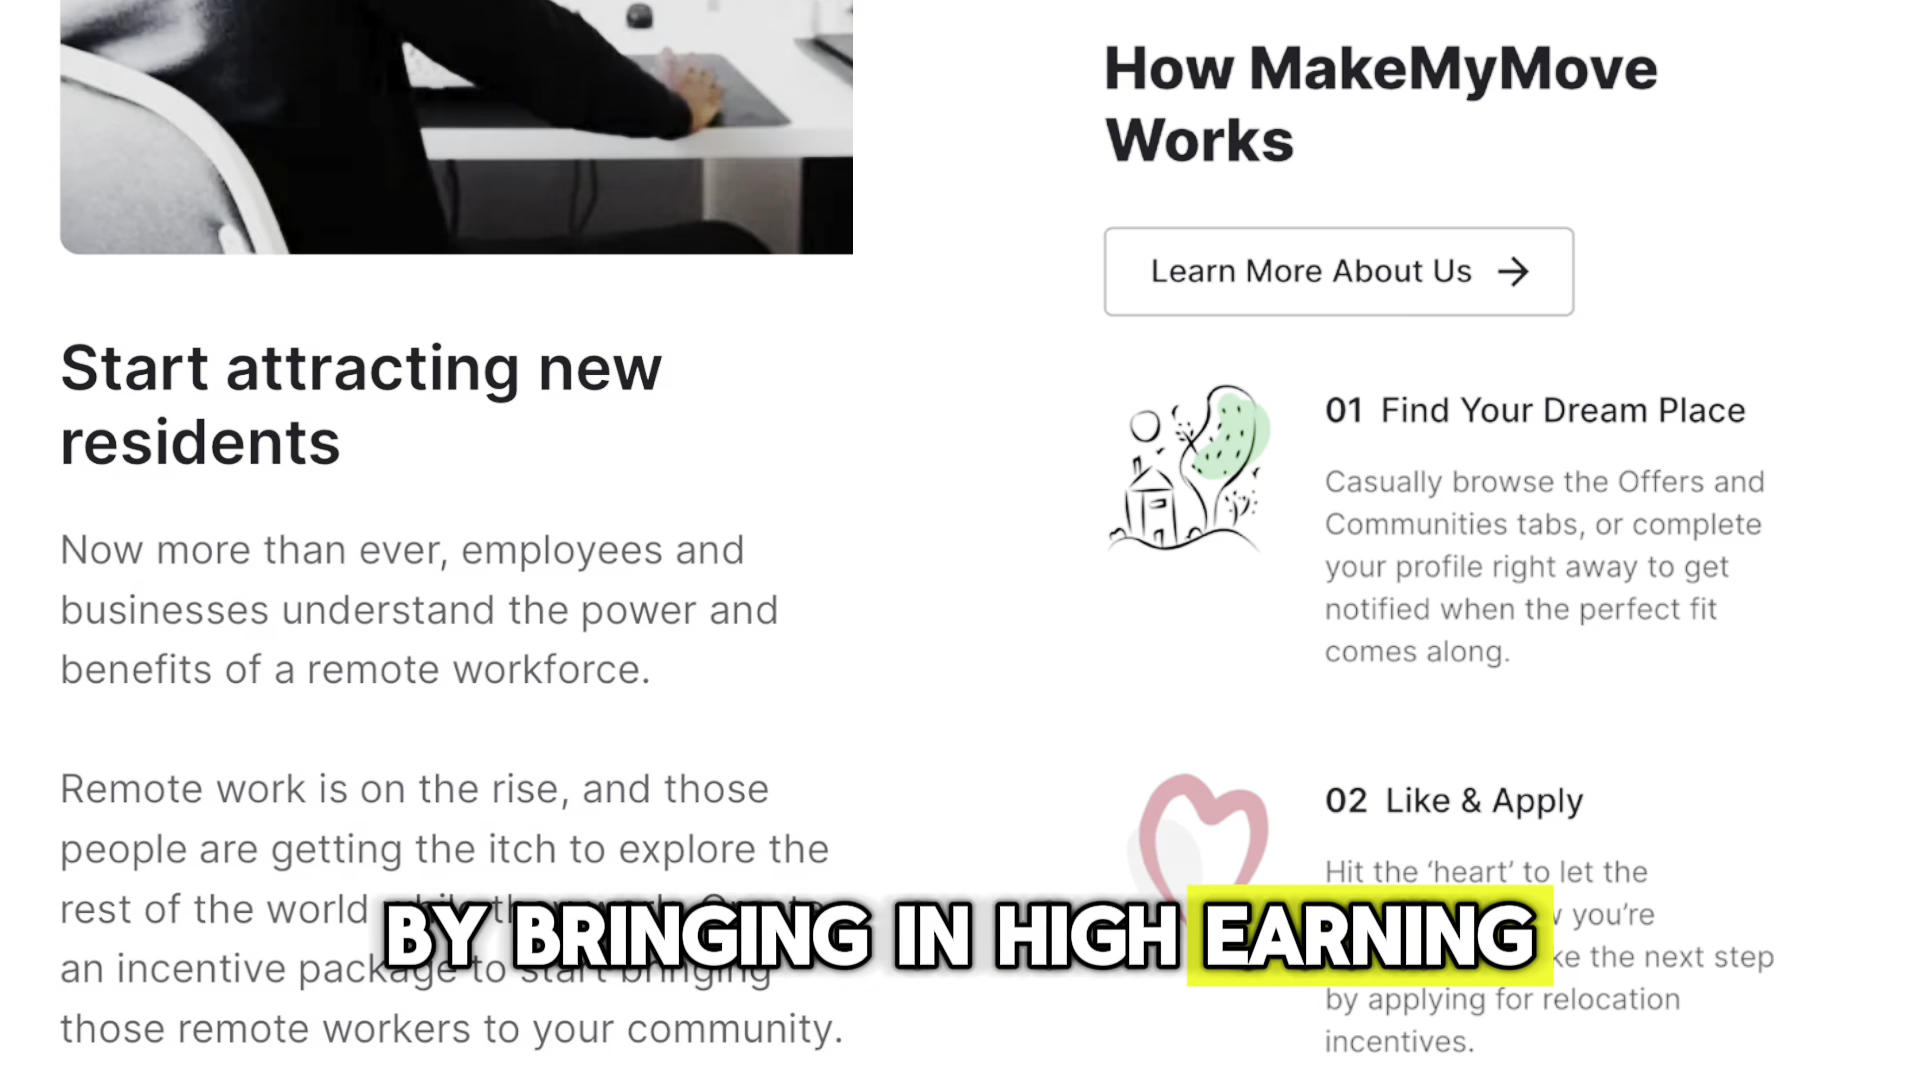 Start attracting new
residents
Now more than ever, employees and
businesses understand the power and
benefits of a remote workforce.
Remote work is on the rise, and those
people are getting the itch to explore the
rest of the world
an incentive package to start bringing
those remote workers to your community.
How MakeMyMove
Works
Learn More About Us →
01 Find Your Dream Place
Casually browse the Offers and
Communities tabs, or complete
your profile right away to get
notified when the perfect fit
comes along.
02 Like & Apply
Hit the ‘heart’ to let the
you’re
the next step
by applying for relocation
incentives.
BY BRINGING IN HIGH EARNING